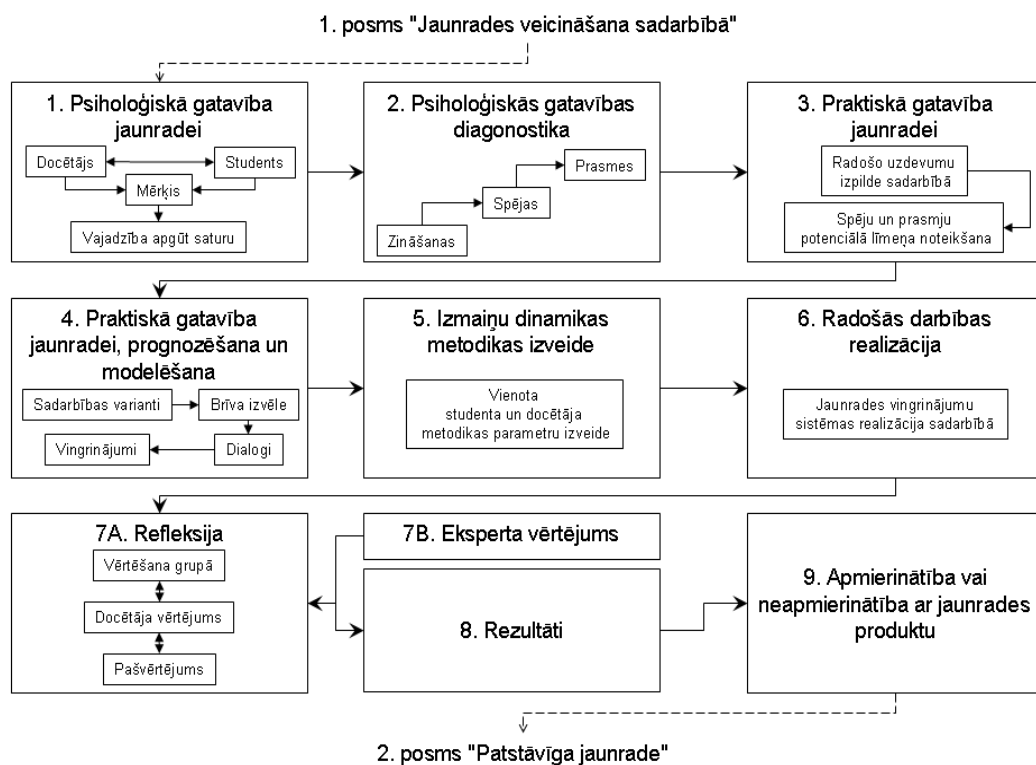 1. posms "Jaunrades veicināšana sadarbībā"
1. Psiholoģiskā gatavība
jaunradei
Docētājs
Students
Mērķis
Vajadzība apgūt saturu
2. Psiholoģiskās gatavības
diagonostika
Prasmes
Spējas
Zināšanas
3. Praktiskā gatavība
jaunradei
Radošo uzdevumu
izpilde sadarbībā
Spēju un prasmju
potenciālā līmeņa noteikšana
4. Praktiskā gatavība
jaunradei, prognozēšana un
modelēšana
Sadarbības varianti
Brīva izvēle
Vingrinājumi
Dialogi
5. Izmaiņu dinamikas
metodikas izveide
Vienota
studenta un docētāja
metodikas parametru izveide
6. Radošās darbības
realizācija
Jaunrades vingrinājumu
sistēmas realizācija sadarbībā
7A. Refleksija
Vērtēšana grupā
Docētāja vērtējums
Pašvērtējums
7B. Eksperta vērtējums
8. Rezultāti
9. Apmierinātība vai
neapmierinātība ar jaunrades
produktu
2. posms "Patstāvīga jaunrade"